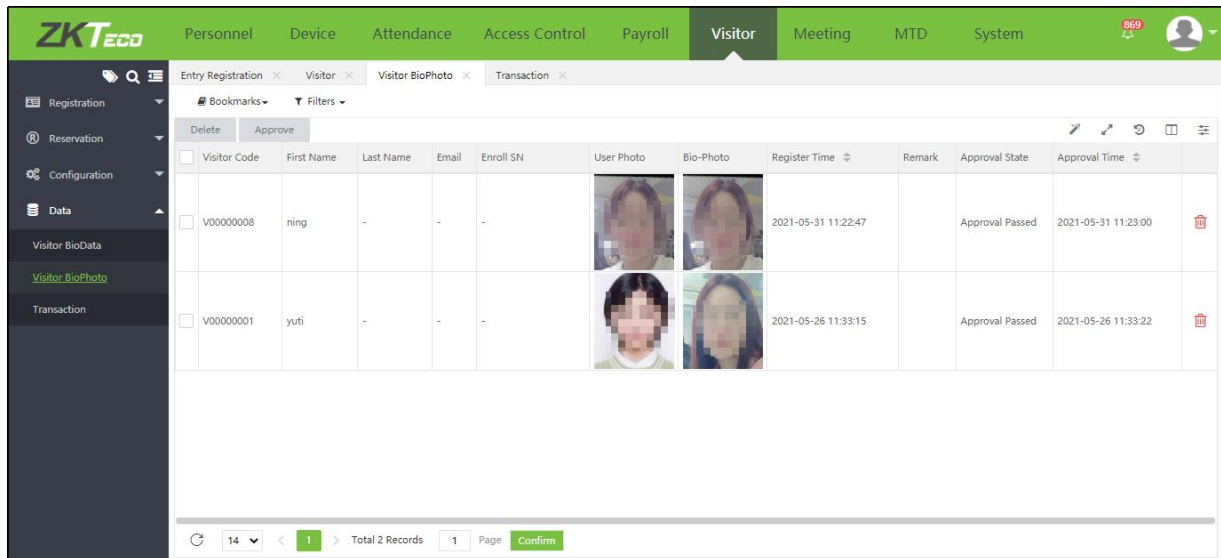 ZKTeco
Personnel Device Attendance Access Control Payroll Visitor Meeting MTD System 869
Entry Registration Visitor Visitor BioPhoto Transaction
Registration
Bookmarks Filters
Reservation
Delete Approve
Visitor Code First Name Last Name Email Enroll SN User Photo Bio-Photo Register Time Remark Approval State Approval Time
Configuration
Data
V00000008 ning - - - 2021-05-31 11:22:47 Approval Passed 2021-05-31 11:23:00
Visitor BioData
Visitor BioPhoto
Transaction
V00000001 yuti - - - 2021-05-26 11:33:15 Approval Passed 2021-05-26 11:33:22
14 < 1 > Total 2 Records 1 Page Confirm